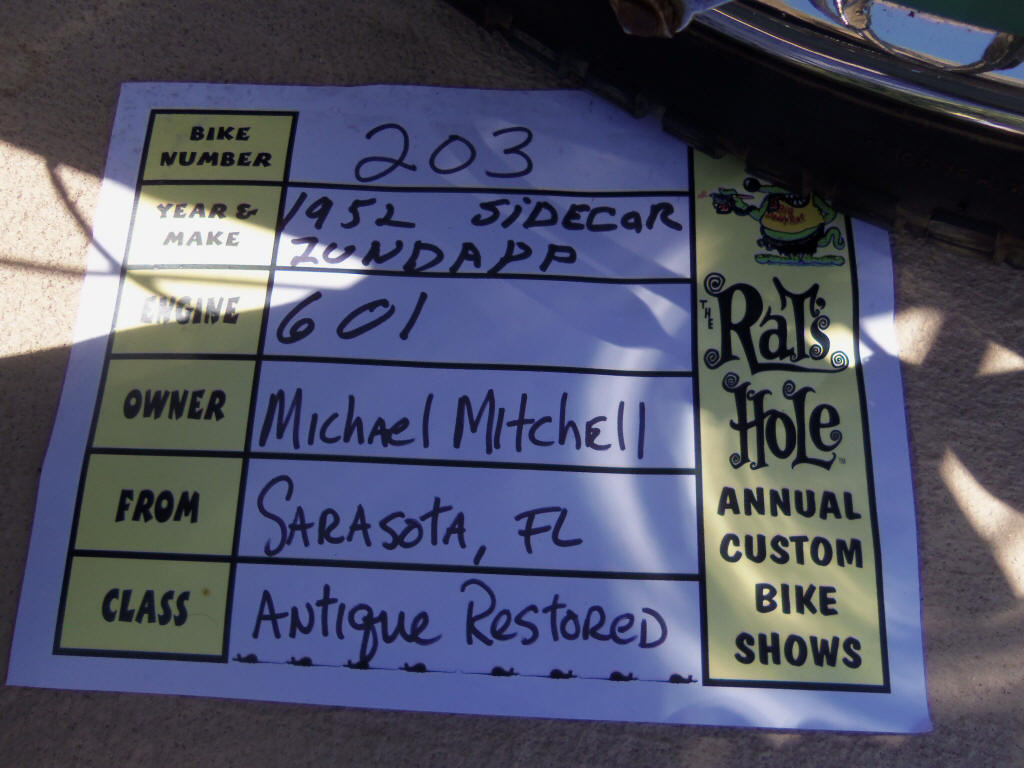 BIKE NUMBER 203
YEAR & MAKE 1952 SiDECaR
ZUNDAPP
ENGINE 601
OWNER Michael Mitchell
FROM SARASotA, FL
CLASS Antique RestoreD
THE
RAT's
HOLE
ANNUAL
CUSTOM
BIKE
SHOWS